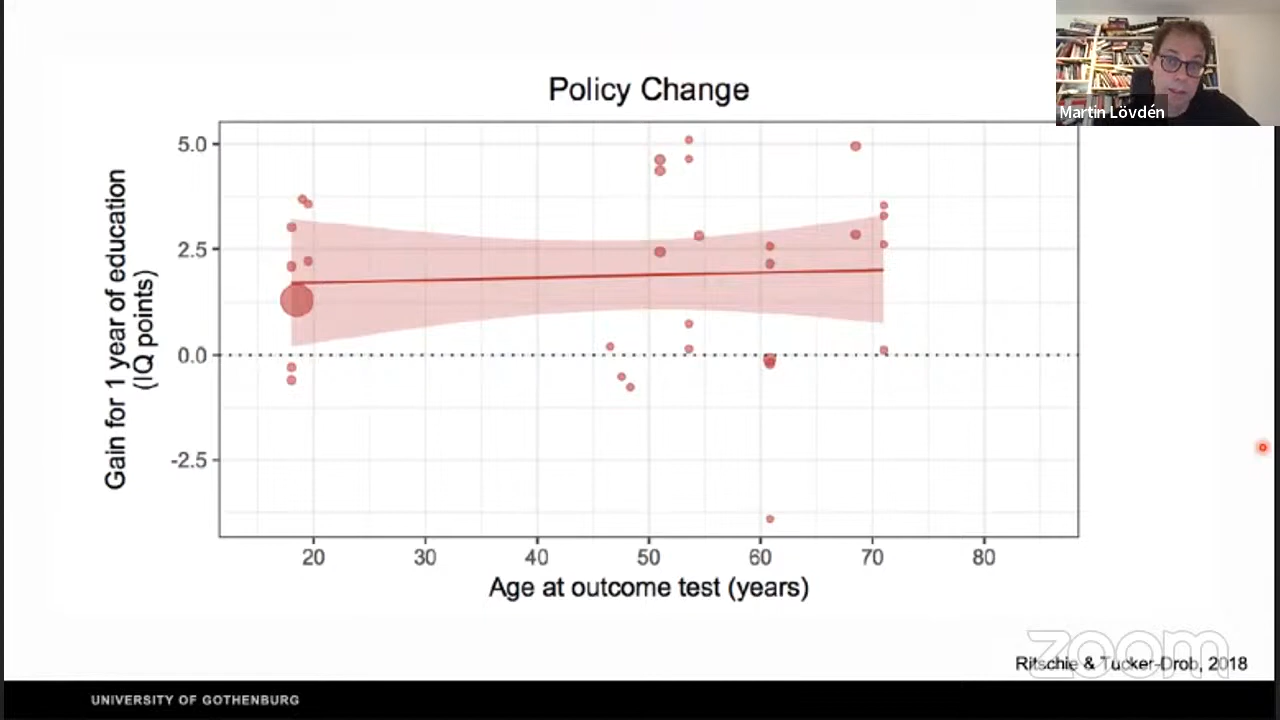 Martin Lövdén
Policy Change
Gain for 1 year of education
(IQ points)
5.0
2.5
0.0
-2.5
20 30 40 50 60 70 80
Age at outcome test (years)
zoom
Ritschie & Tucker-Drob, 2018
UNIVERSITY OF GOTHENBURG